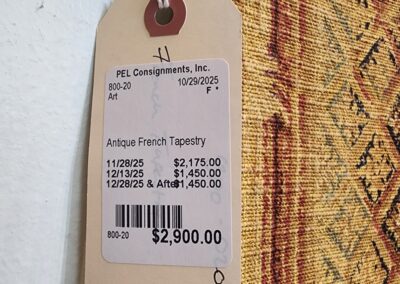 PEL Consignments, Inc.
800-20 10/29/2025
Art F *
Antique French Tapestry
11/28/25 $2,175.00
12/13/25 $1,450.00
12/28/25 & After $1,450.00
800-20 $2,900.00